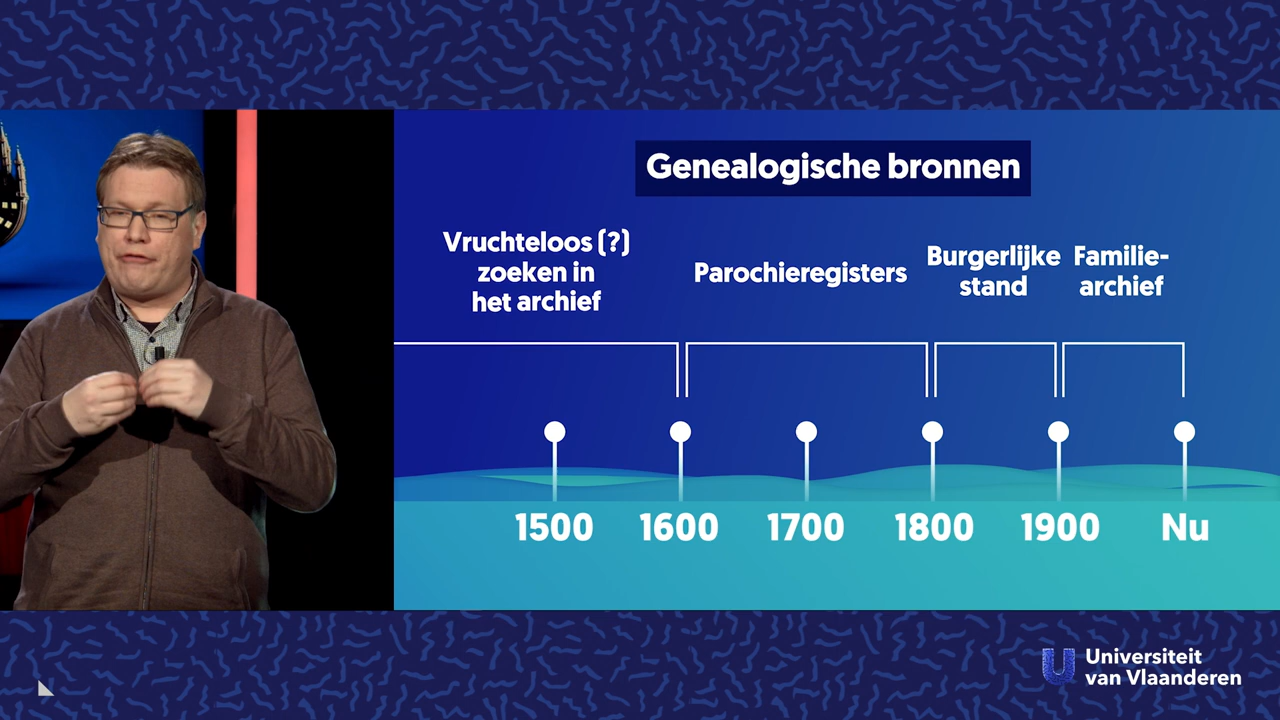 Genealogische bronnen
Vruchteloos (?)
zoeken in
het archief
Parochieregisters
Burgerlijke
stand
Familie-
archief
1500
1600
1700
1800
1900
Nu
Universiteit
van Vlaanderen